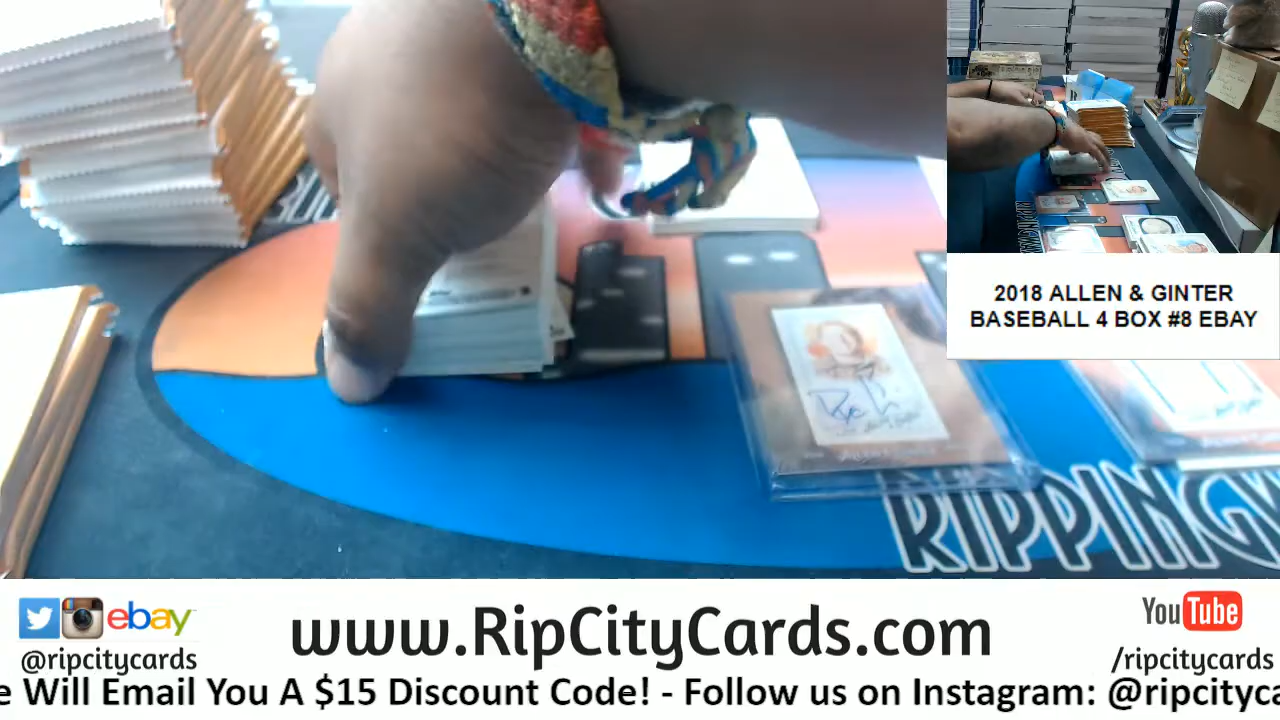 2018 ALLEN & GINTER
BASEBALL 4 BOX #8 EBAY
RIPPING
ebay
@ripcitycards
www.RipCityCards.com
YouTube
/ripcitycards
e Will Email You A $15 Discount Code! - Follow us on Instagram: @ripcityca